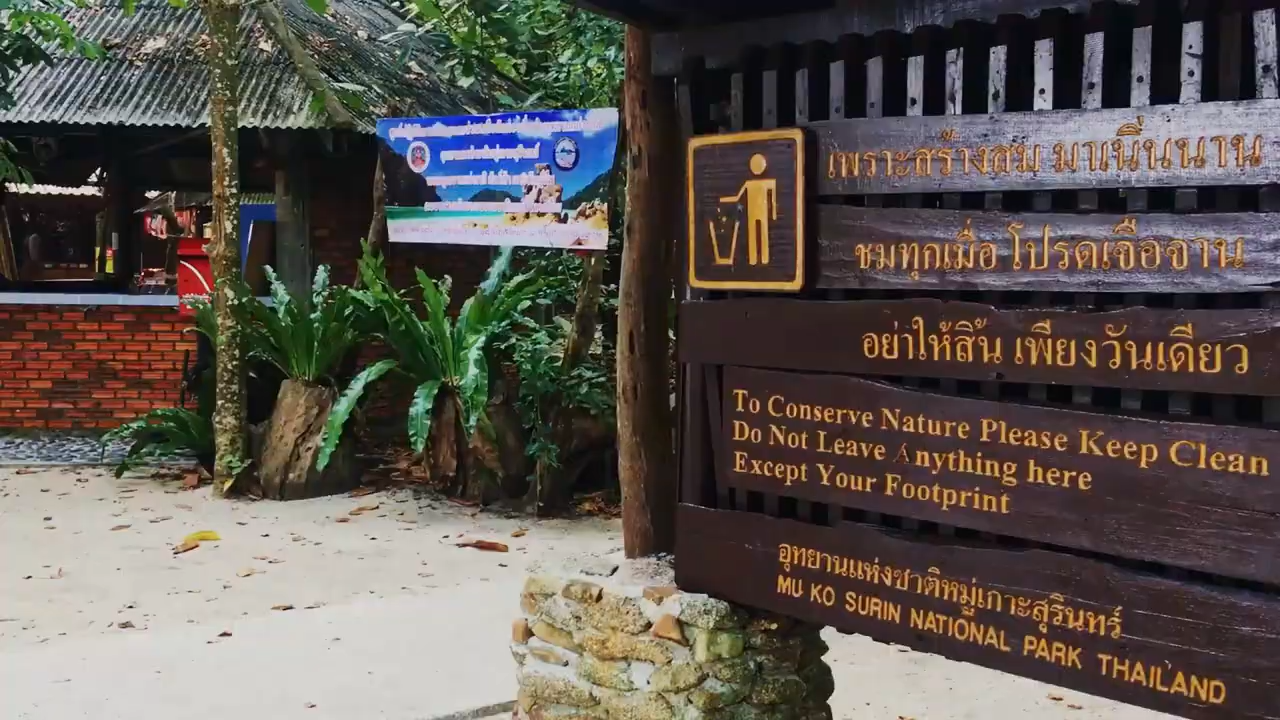 เพราะสร้างสม มาเนิ่นนาน
ชมทุกเมื่อ โปรดเจือจาน
อย่าให้สิ้น เพียงวันเดียว
To Conserve Nature Please Keep Clean
Do Not Leave Anything here
Except Your Footprint
อุทยานแห่งชาติหมู่เกาะสุรินทร์
MU KO SURIN NATIONAL PARK THAILAND